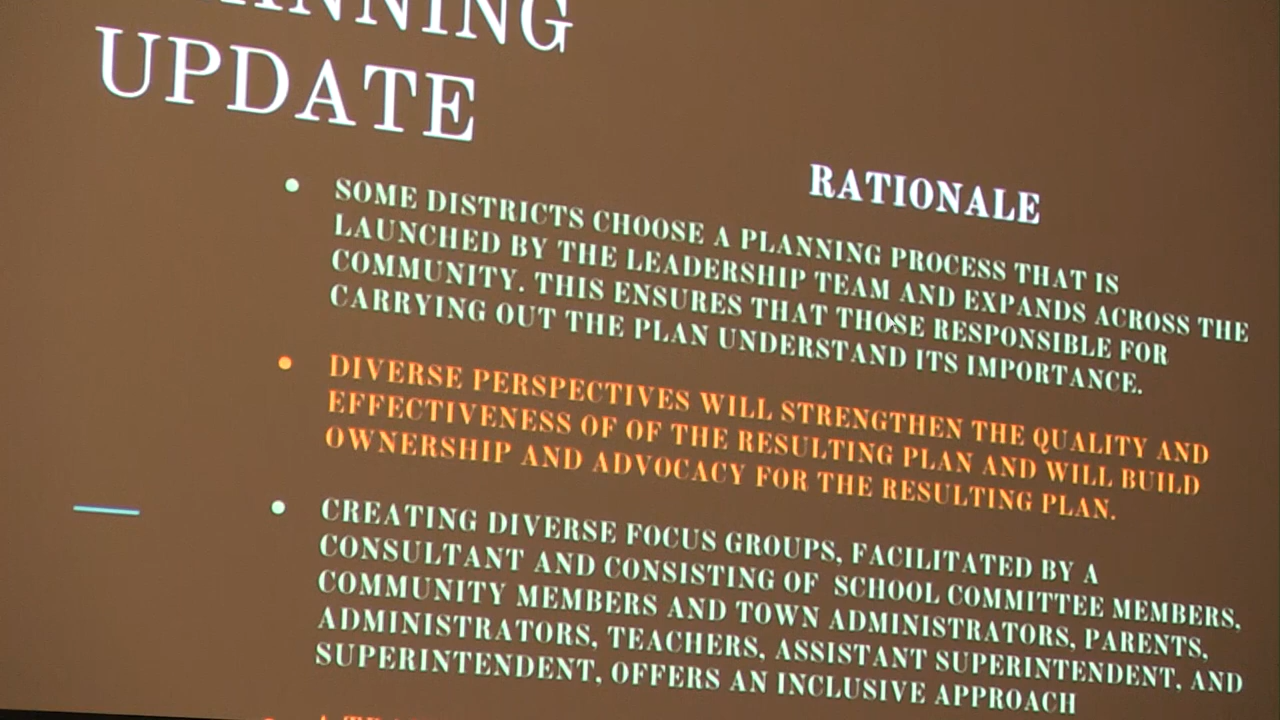 UPDATE
RATIONALE
• SOME DISTRICTS CHOOSE A PLANNING PROCESS THAT IS
LAUNCHED BY THE LEADERSHIP TEAM AND EXPANDS ACROSS THE
COMMUNITY. THIS ENSURES THAT THOSE RESPONSIBLE FOR
CARRYING OUT THE PLAN UNDERSTAND ITS IMPORTANCE.
• DIVERSE PERSPECTIVES WILL STRENGTHEN THE QUALITY AND
EFFECTIVENESS OF OF THE RESULTING PLAN AND WILL BUILD
OWNERSHIP AND ADVOCACY FOR THE RESULTING PLAN.
• CREATING DIVERSE FOCUS GROUPS, FACILITATED BY A
CONSULTANT AND CONSISTING OF SCHOOL COMMITTEE MEMBERS,
COMMUNITY MEMBERS AND TOWN ADMINISTRATORS, PARENTS,
ADMINISTRATORS, TEACHERS, ASSISTANT SUPERINTENDENT, AND
SUPERINTENDENT, OFFERS AN INCLUSIVE APPROACH